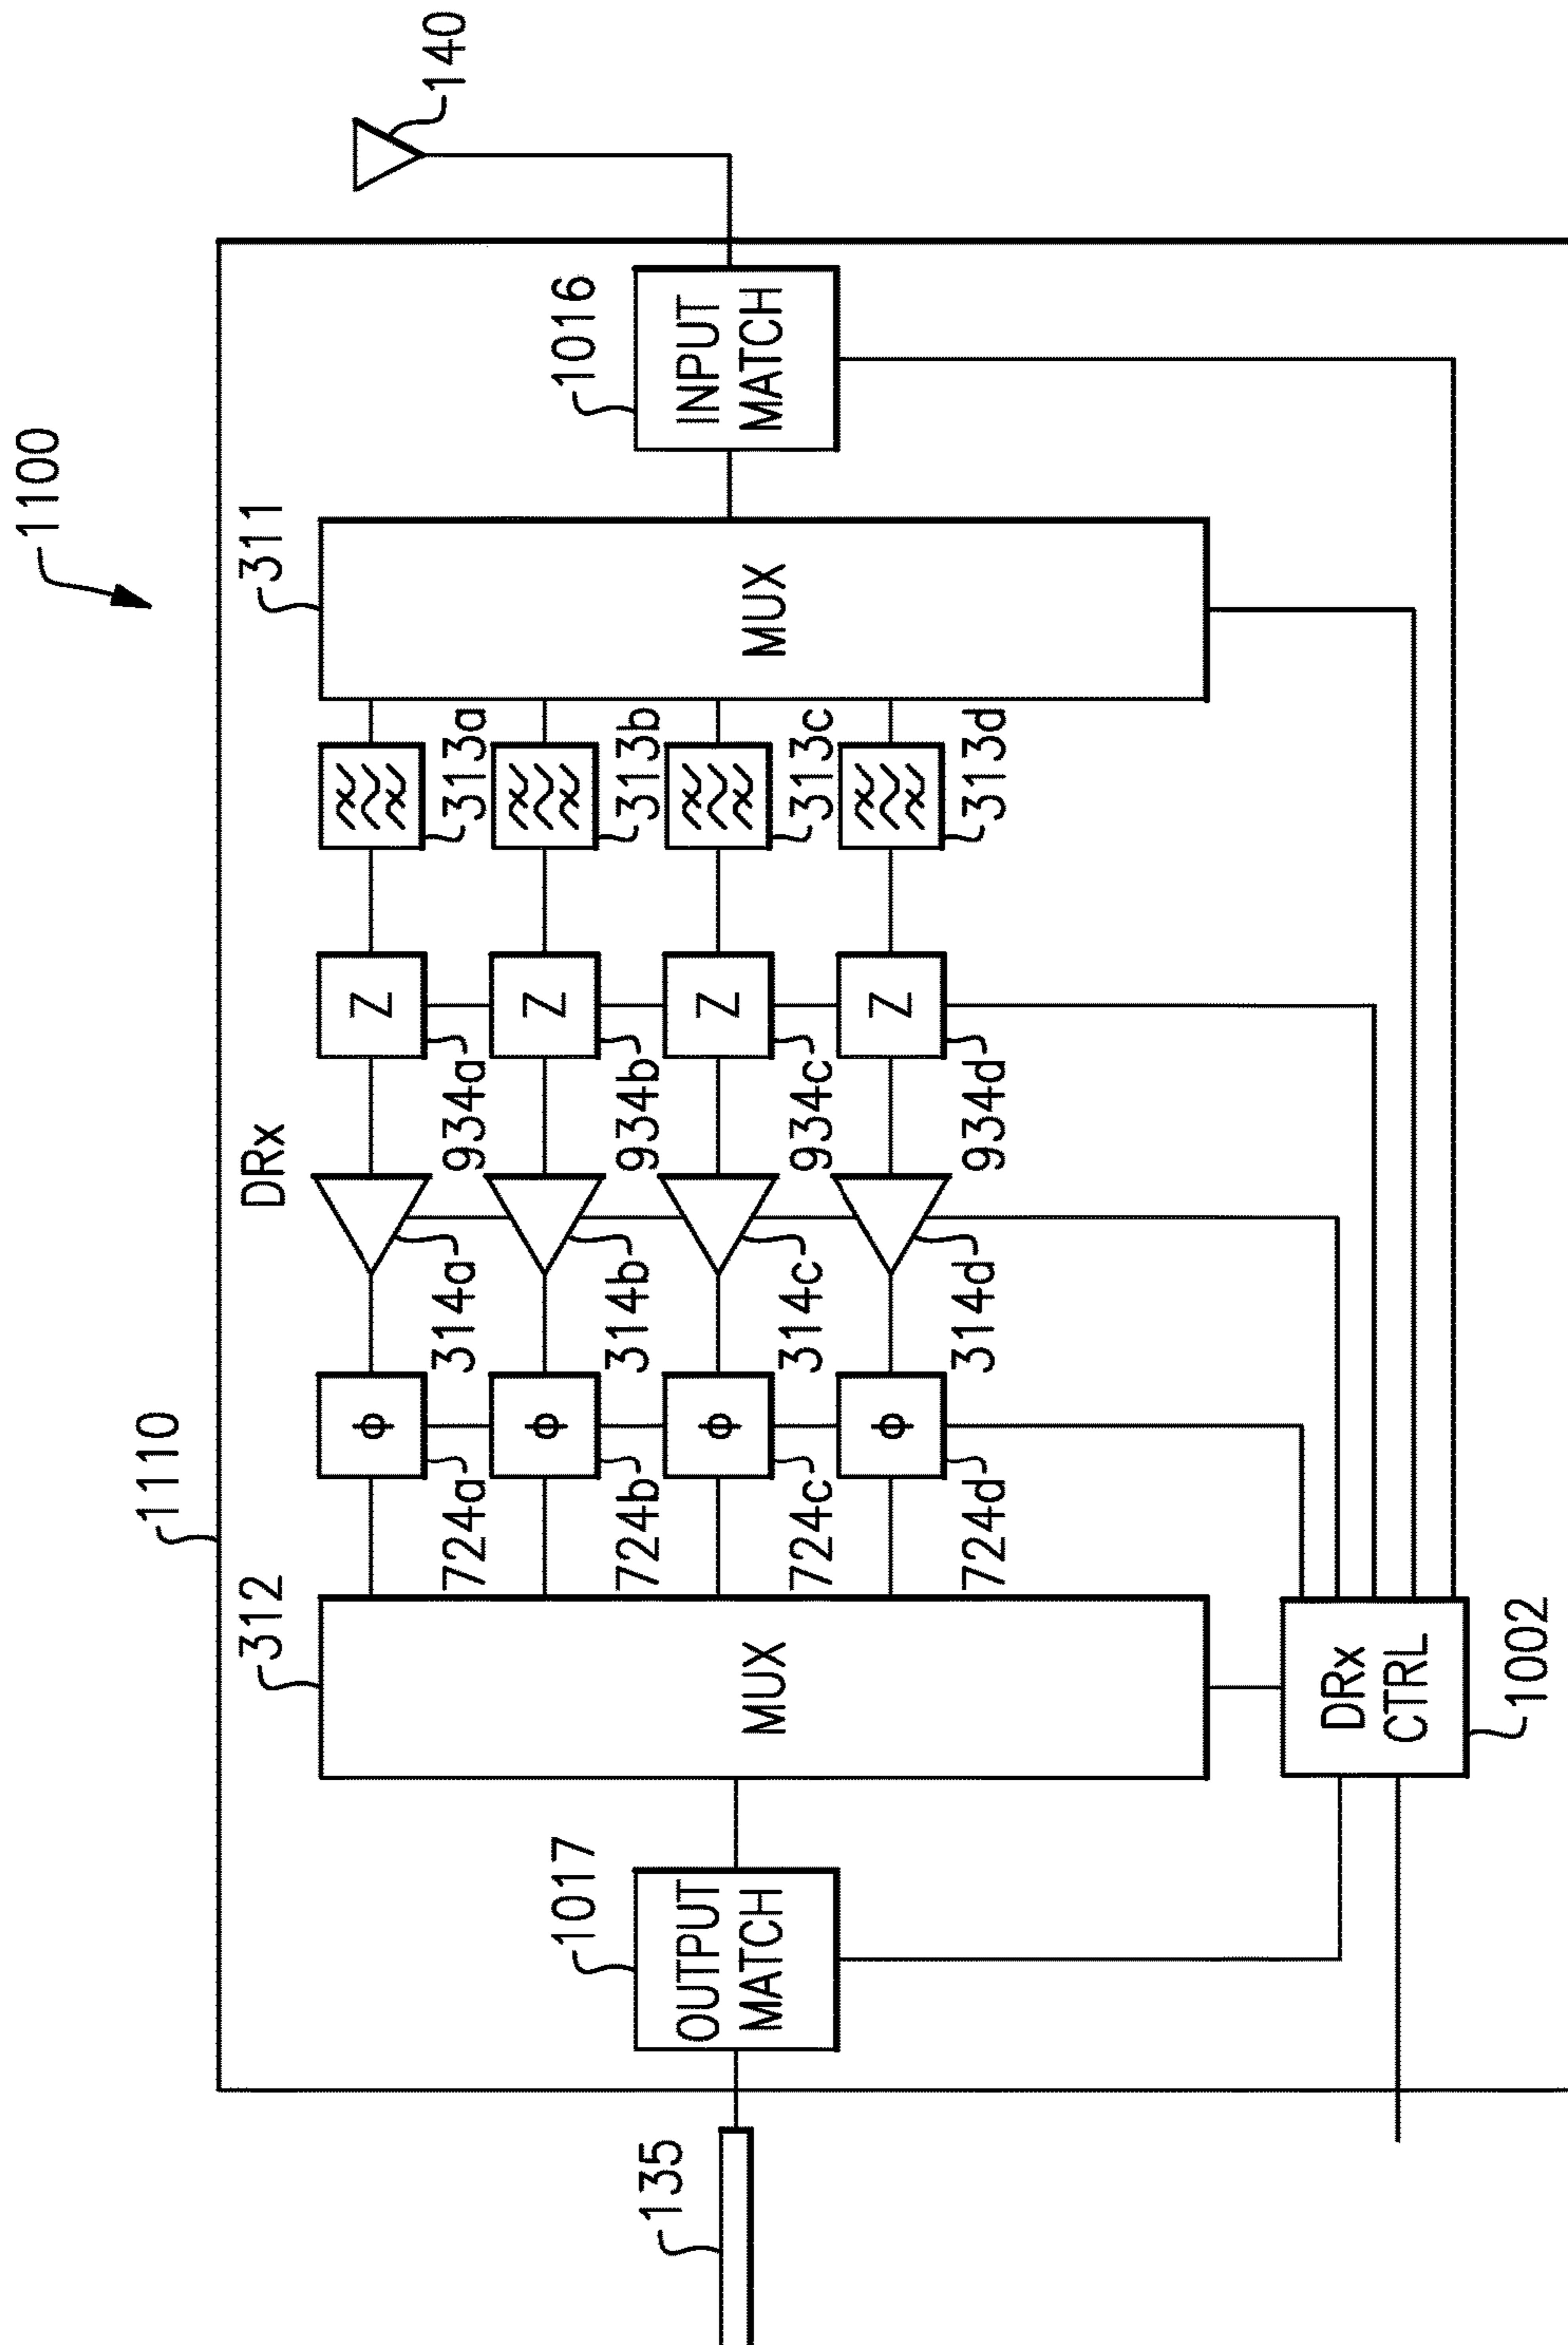 1100
1110
DRx
140
312
311
1017
1016
135
OUTPUT
MATCH
MUX
MUX
INPUT
MATCH
ϕ
Z
724a
314a
934a
313a
ϕ
Z
724b
314b
934b
313b
ϕ
Z
724c
314c
934c
313c
ϕ
Z
724d
314d
934d
313d
DRx
CTRL
1002